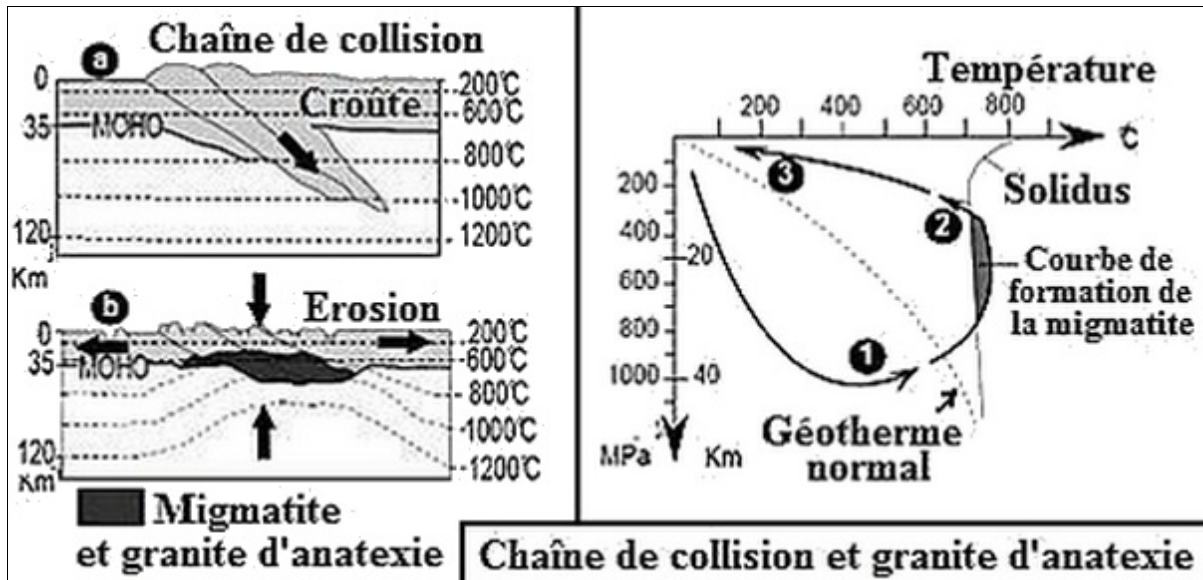 Chaîne de collision
a
0
35
120
Km
MOHO
Croute
200℃
600℃
800℃
1000℃
1200℃
b
Erosion
0
35
120
Km
MOHO
200℃
600℃
800℃
1000℃
1200℃
Migmatite
et granite d'anatexie
Température
200 400 600 800
℃
200
400
600
800
1000
20
40
MPa Km
3
2
1
Solidus
Courbe de
formation de
la migmatite
Géotherme
normal
Chaîne de collision et granite d'anatexie